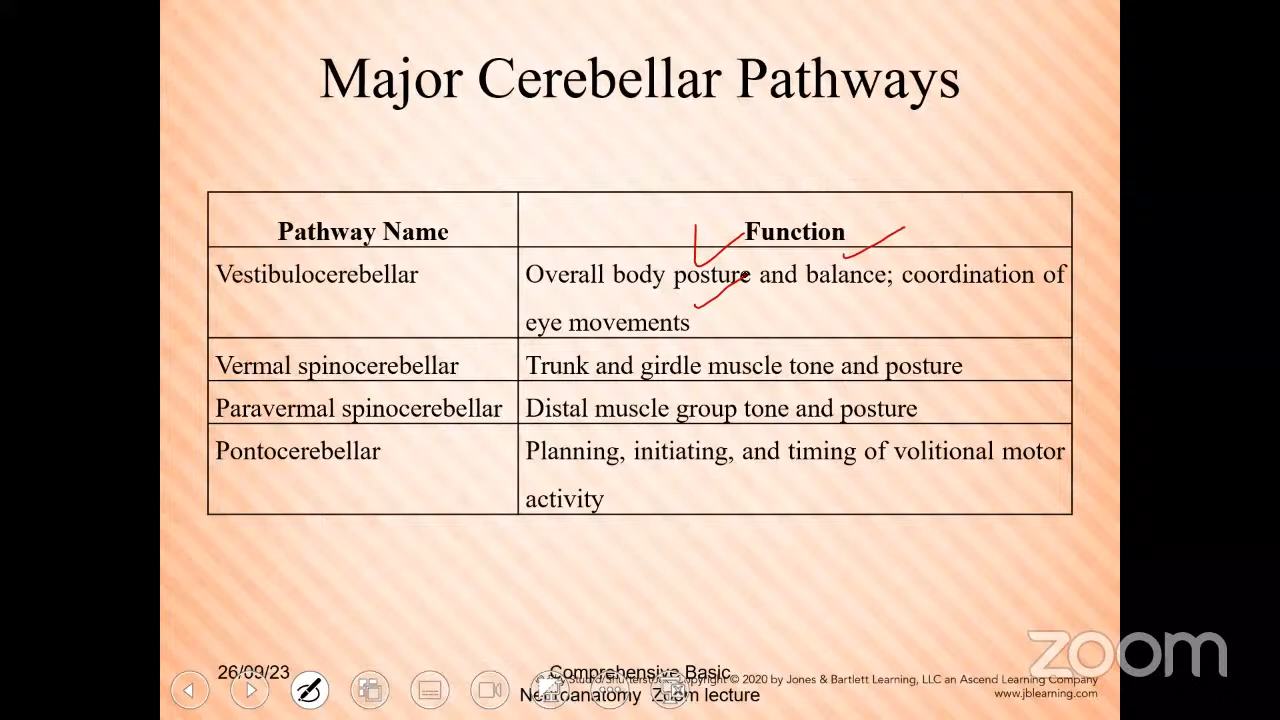 Major Cerebellar Pathways
Pathway Name
Function
Vestibulocerebellar
Overall body posture and balance; coordination of
eye movements
Vermal spinocerebellar
Trunk and girdle muscle tone and posture
Paravermal spinocerebellar
Distal muscle group tone and posture
Pontocerebellar
Planning, initiating, and timing of volitional motor
activity
zoom
26/09/23
Comprehensive Basic
Neuroanatomy Zoom lecture
Copyright © 2020 by Jones & Bartlett Learning, LLC an Ascend Learning Company
www.jblearning.com